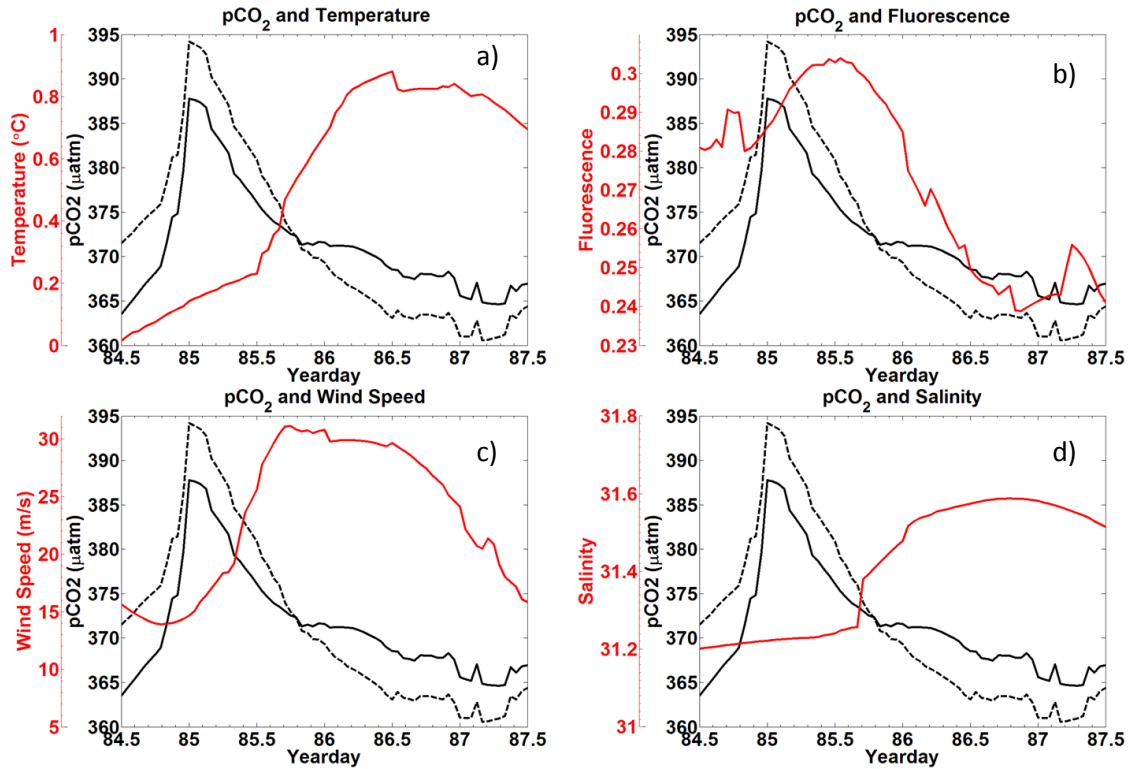 pCO2 and Temperature
a)
1
0.8
0.6
0.4
0.2
0
Temperature (°C)
395
390
385
380
375
370
365
360
pCO2 (µatm)
84.5 85 85.5 86 86.5 87 87.5
Yearday
pCO2 and Fluorescence
b)
0.3
0.29
0.28
0.27
0.26
0.25
0.24
0.23
Fluorescence
395
390
385
380
375
370
365
360
pCO2 (µatm)
84.5 85 85.5 86 86.5 87 87.5
Yearday
pCO2 and Wind Speed
c)
30
25
20
15
10
5
Wind Speed (m/s)
395
390
385
380
375
370
365
360
pCO2 (µatm)
84.5 85 85.5 86 86.5 87 87.5
Yearday
pCO2 and Salinity
d)
31.8
31.6
31.4
31.2
31
Salinity
395
390
385
380
375
370
365
360
pCO2 (µatm)
84.5 85 85.5 86 86.5 87 87.5
Yearday